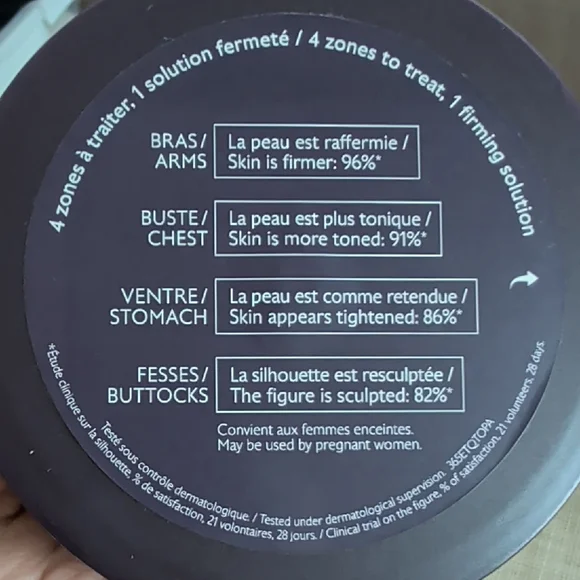 4 zones à traiter, 1 solution fermeté / 4 zones to treat, 1 firming solution
BRAS /
ARMS
La peau est raffermie /
Skin is firmer: 96%*
BUSTE /
CHEST
La peau est plus tonique /
Skin is more toned: 91%*
VENTRE /
STOMACH
La peau est comme retendue /
Skin appears tightened: 86%*
FESSES /
BUTTOCKS
La silhouette est resculptée /
The figure is sculpted: 82%*
Convient aux femmes enceintes.
May be used by pregnant women.
Testé sous contrôle dermatologique. / Tested under dermatological supervision. 365ETQTOPA
*Étude clinique sur la silhouette, % de satisfaction, 21 volontaires, 28 jours. / Clinical trial on the figure, % of satisfaction, 21 volunteers, 28 days.